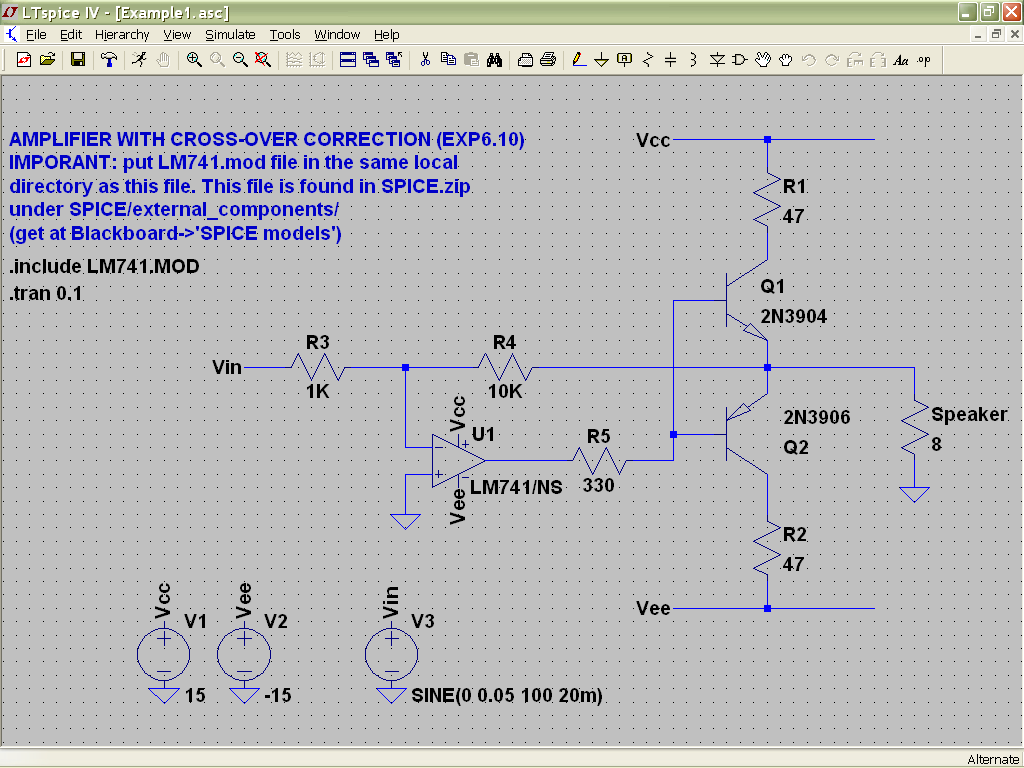 LTspice IV - [Example1.asc]
File Edit Hierarchy View Simulate Tools Window Help
Aa .op
AMPLIFIER WITH CROSS-OVER CORRECTION (EXP6.10)
IMPORANT: put LM741.mod file in the same local
directory as this file. This file is found in SPICE.zip
under SPICE/external_components/
(get at Blackboard->'SPICE models')
.include LM741.MOD
.tran 0,1
Vcc
R1
47
Q1
2N3904
Vin
R3
1K
R4
10K
Vcc
U1
LM741/NS
Vee
R5
330
2N3906
Q2
Speaker
8
R2
47
Vee
Vcc
V1
15
Vee
V2
-15
Vin
V3
SINE(0 0.05 100 20m)
Alternate